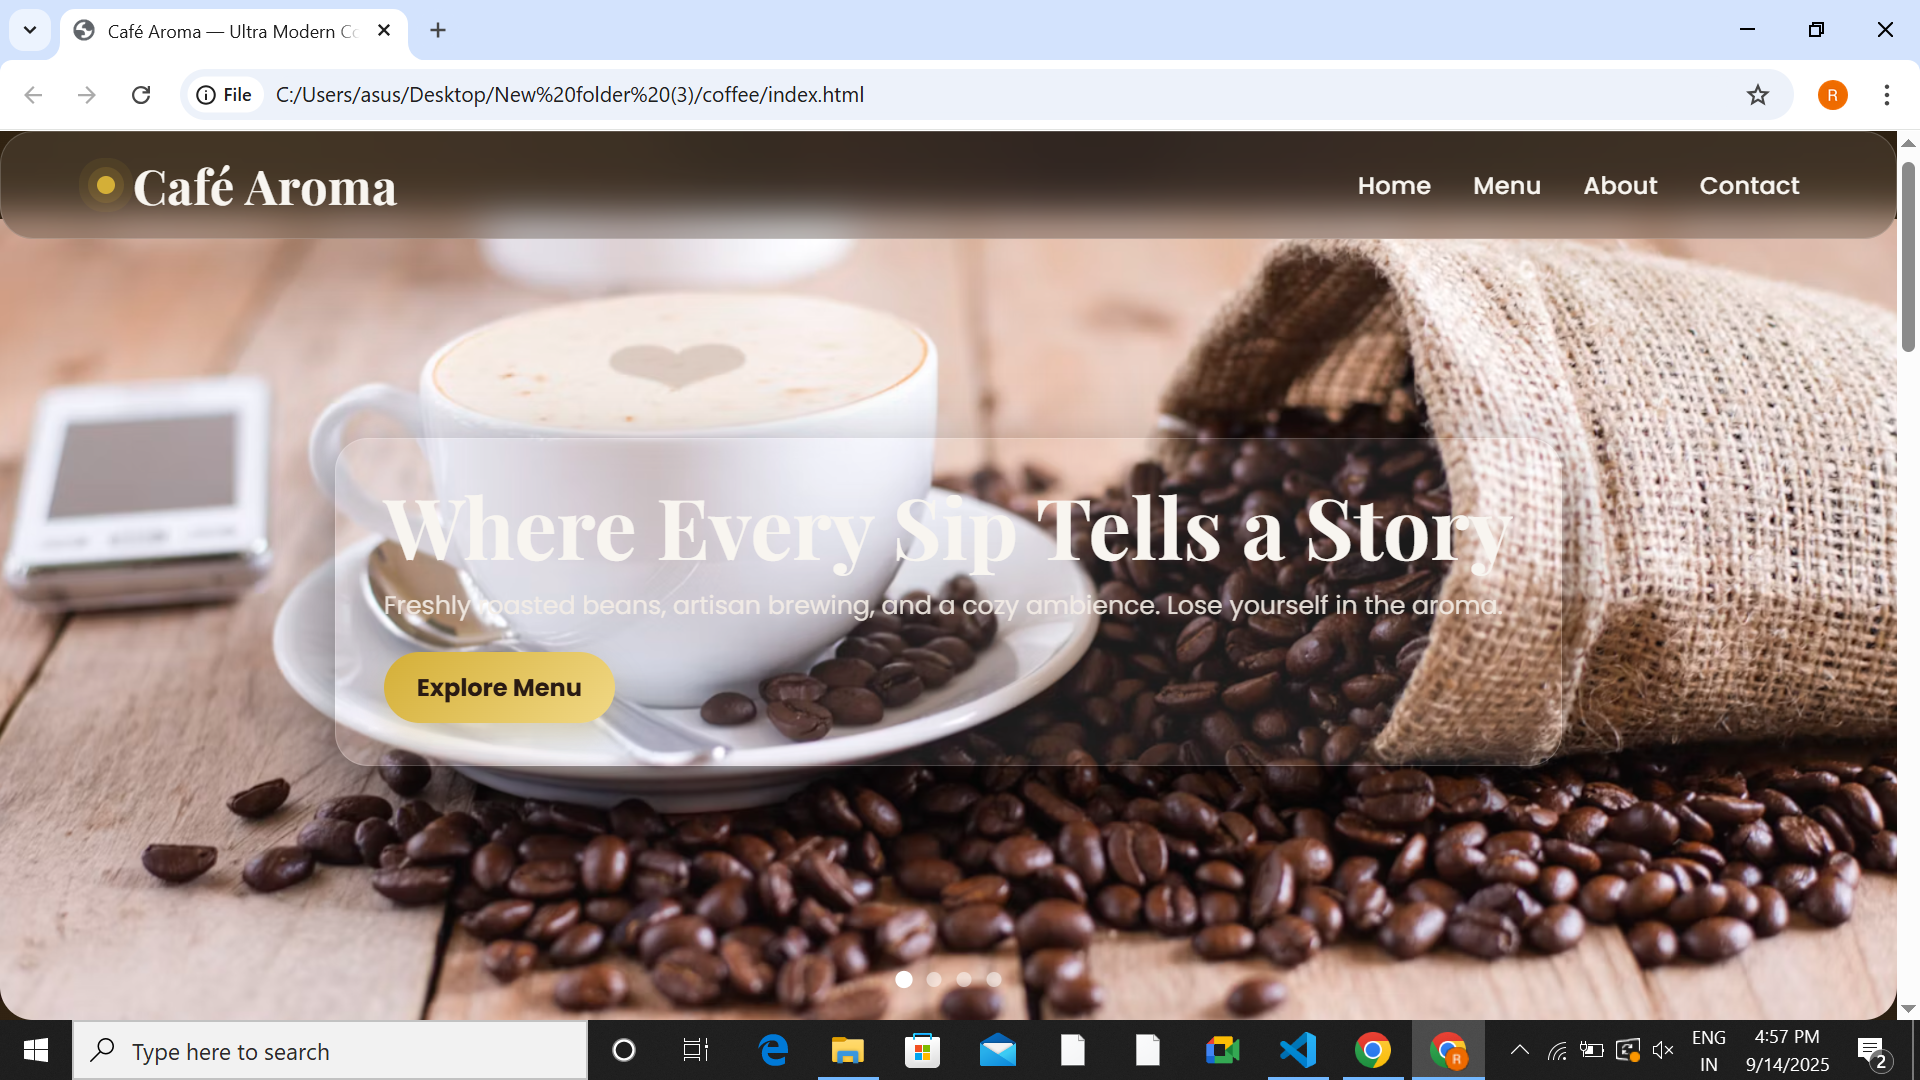 Café Aroma — Ultra Modern Co
File
C:/Users/asus/Desktop/New%20folder%20(3)/coffee/index.html
R
Café Aroma
Home
Menu
About
Contact
Where Every Sip Tells a Story
Freshly roasted beans, artisan brewing, and a cozy ambience. Lose yourself in the aroma.
Explore Menu
Type here to search
R
ENG
IN
4:57 PM
9/14/2025
2